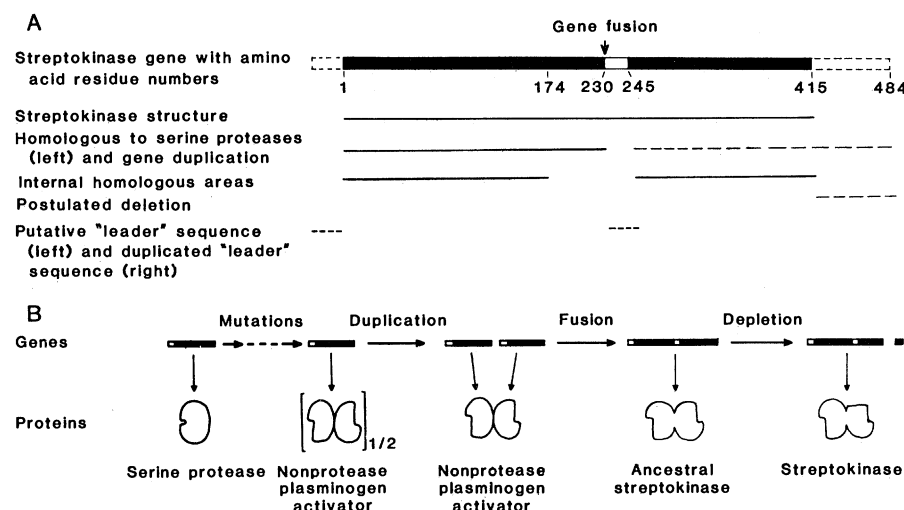 A
Gene fusion
Streptokinase gene with amino
acid residue numbers
1 174 230 245 415 484
Streptokinase structure
Homologous to serine proteases
(left) and gene duplication
Internal homologous areas
Postulated deletion
Putative "leader" sequence
(left) and duplicated "leader"
sequence (right)
B
Mutations Duplication Fusion Depletion
Genes
Proteins
1/2
Serine protease
Nonprotease
plasminogen
activator
Nonprotease
plasminogen
activator
Ancestral
streptokinase
Streptokinase